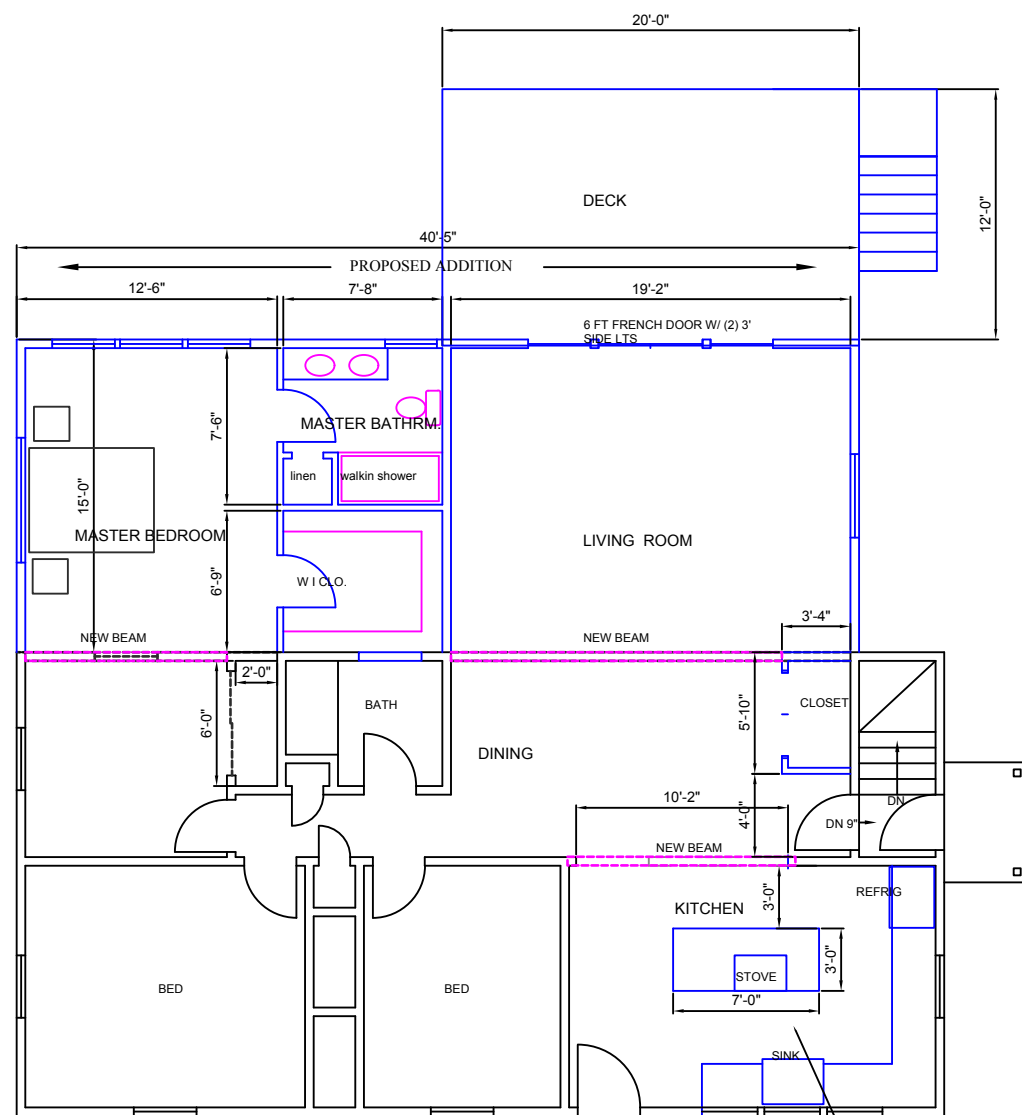 20'-0"
DECK
12'-0"
40'-5"
PROPOSED ADDITION
12'-6"
7'-8"
19'-2"
6 FT FRENCH DOOR W/ (2) 3'
SIDE LTS
7'-6"
MASTER BATHRM.
15'-0"
linen
walkin shower
MASTER BEDROOM
LIVING ROOM
6'-9"
W I CLO.
3'-4"
NEW BEAM
NEW BEAM
2'-0"
6'-0"
BATH
5'-10"
CLOSET
DINING
10'-2"
4'-0"
DN
DN 9"
NEW BEAM
3'-0"
REFRIG
KITCHEN
3'-0"
STOVE
BED
BED
7'-0"
SINK